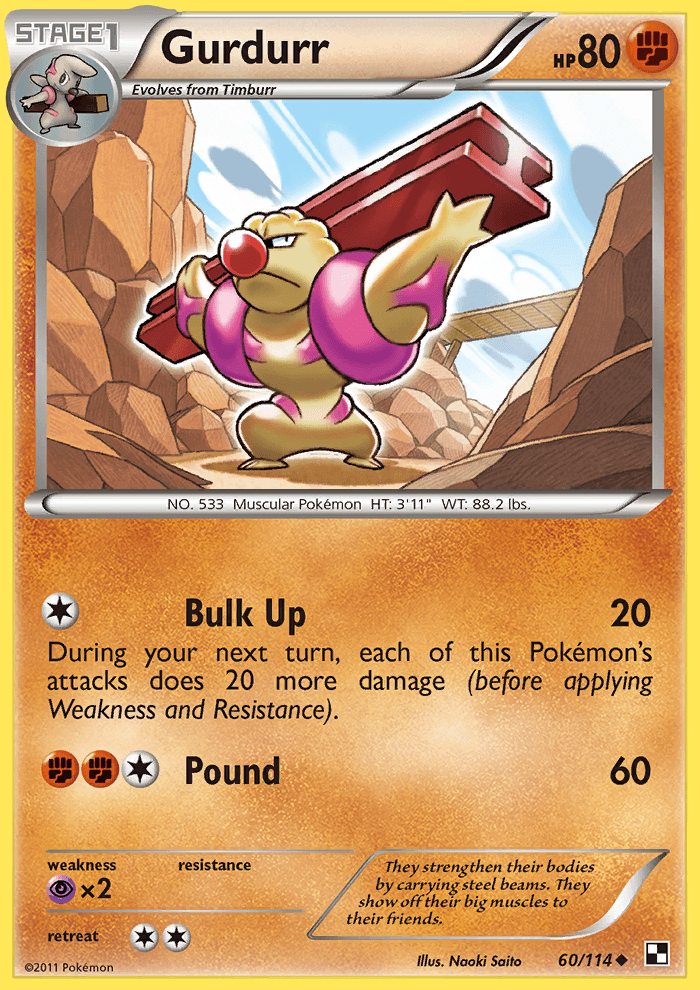 STAGE1
Gurdurr
HP80
Evolves from Timburr
NO. 533 Muscular Pokémon HT: 3'11" WT: 88.2 lbs.
Bulk Up 20
During your next turn, each of this Pokémon's
attacks does 20 more damage (before applying
Weakness and Resistance).
Pound 60
weakness resistance
×2
They strengthen their bodies
by carrying steel beams. They
show off their big muscles to
their friends.
retreat
Illus. Naoki Saito 60/114
©2011 Pokémon